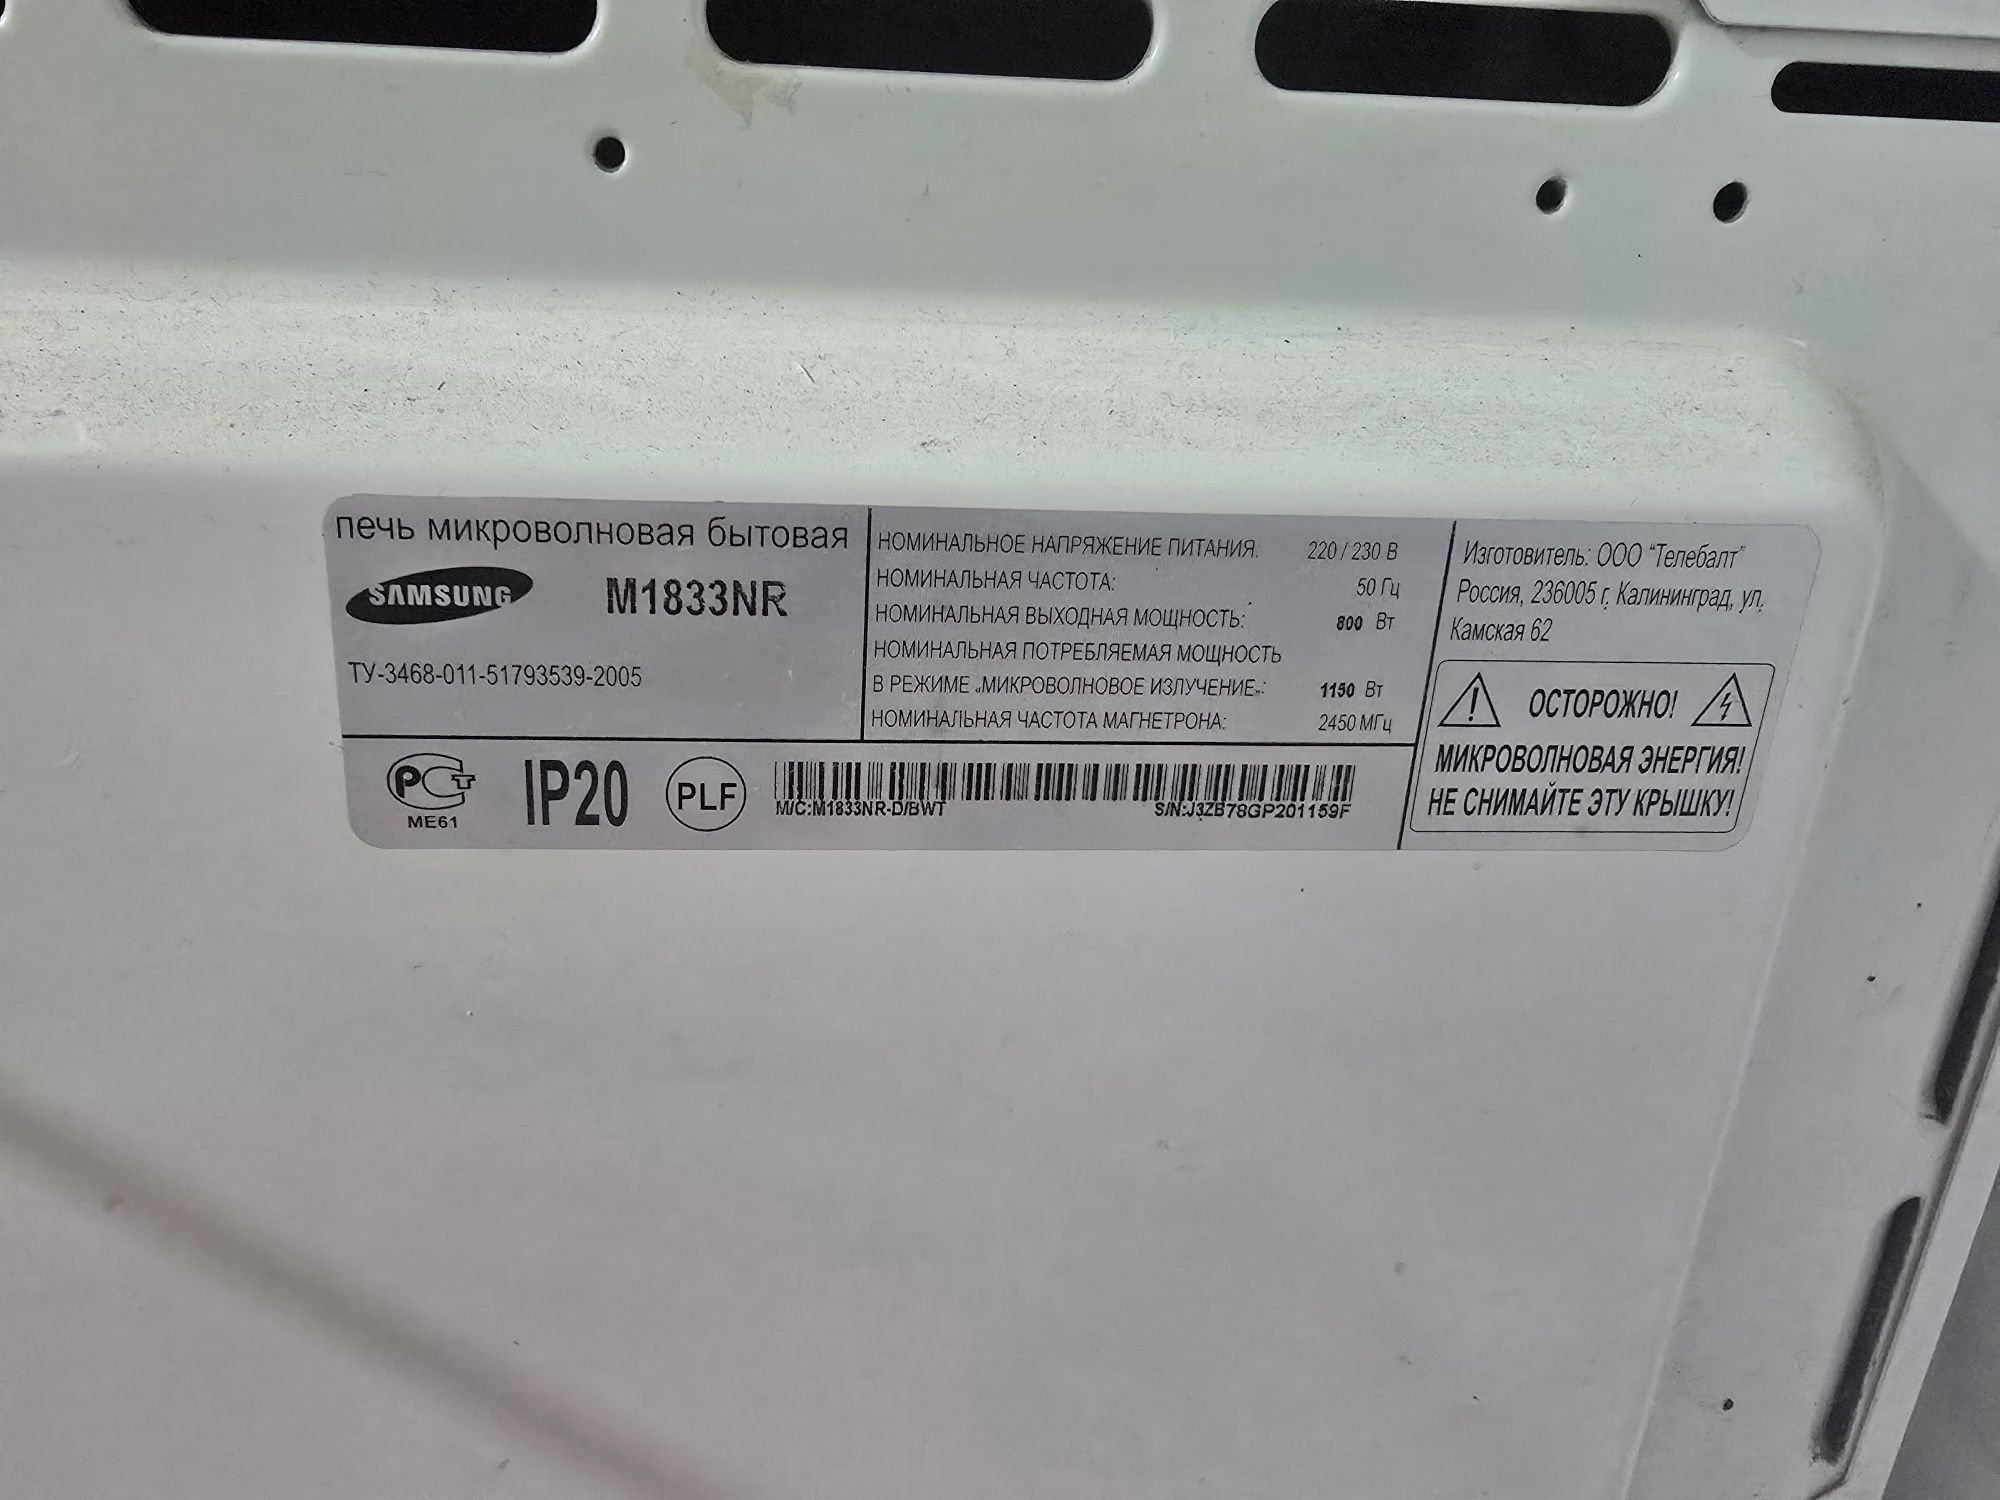 печь микроволновая бытовая
SAMSUNG M1833NR
ТУ-3468-011-51793539-2005
НОМИНАЛЬНОЕ НАПРЯЖЕНИЕ ПИТАНИЯ: 220 / 230 В
НОМИНАЛЬНАЯ ЧАСТОТА: 50 Гц
НОМИНАЛЬНАЯ ВЫХОДНАЯ МОЩНОСТЬ: 800 Вт
НОМИНАЛЬНАЯ ПОТРЕБЛЯЕМАЯ МОЩНОСТЬ
В РЕЖИМЕ „МИКРОВОЛНОВОЕ ИЗЛУЧЕНИЕ„: 1150 Вт
НОМИНАЛЬНАЯ ЧАСТОТА МАГНЕТРОНА: 2450 МГц
Изготовитель: ООО "Телебалт"
Россия, 236005 г. Калининград, ул.
Камская 62
ОСТОРОЖНО!
МИКРОВОЛНОВАЯ ЭНЕРГИЯ!
НЕ СНИМАЙТЕ ЭТУ КРЫШКУ!
РСТ
ME61
IP20
PLF
M/C:M1833NR-D/BWT S/N:J3ZB78GP201159F